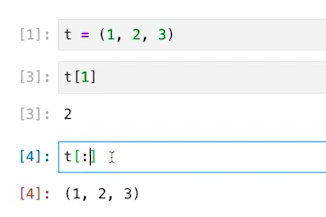 [1]: t = (1, 2, 3)
[3]: t[1]
[3]: 2
[4]: t[:]
[4]: (1, 2, 3)